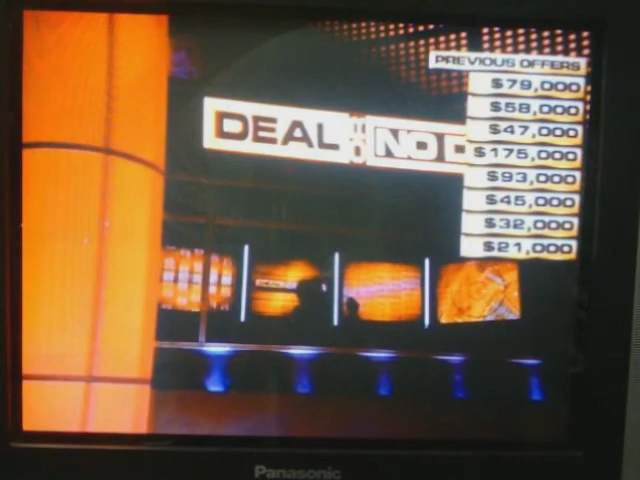 PREVIOUS OFFERS
$79,000
$58,000
$47,000
$175,000
$93,000
$45,000
$32,000
$21,000
DEAL OR NO D
Panasonic